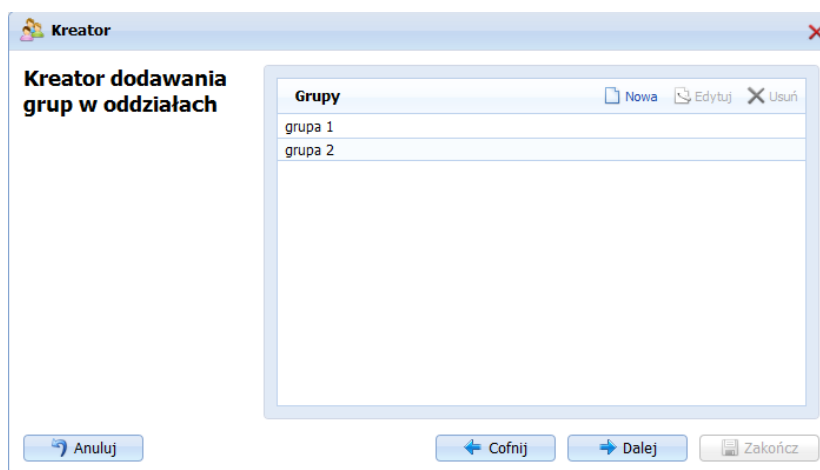 Kreator
Kreator dodawania
grup w oddziałach
Grupy
Nowa
Edytuj
Usuń
grupa 1
grupa 2
Anuluj
Cofnij
Dalej
Zakończ